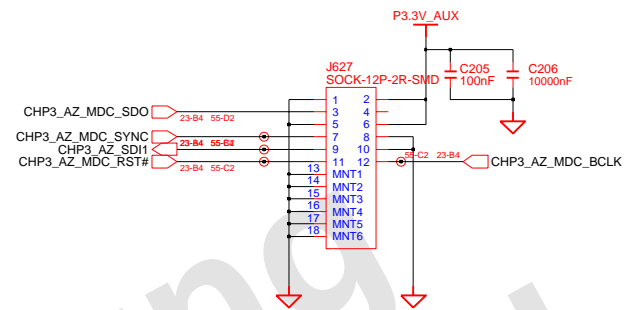 P3.3V_AUX
J627
SOCK-12P-2R-SMD
C205
100nF
C206
10000nF
1 2
CHP3_AZ_MDC_SDO 23-B4 55-D2 3 4
5 6
CHP3_AZ_MDC_SYNC 7 8
CHP3_AZ_SDI1 9 10
CHP3_AZ_MDC_RST# 23-B4 55-C2 11 12 55-C2 23-B4 CHP3_AZ_MDC_BCLK
13 MNT1
14 MNT2
15 MNT3
16 MNT4
17 MNT5
18 MNT6